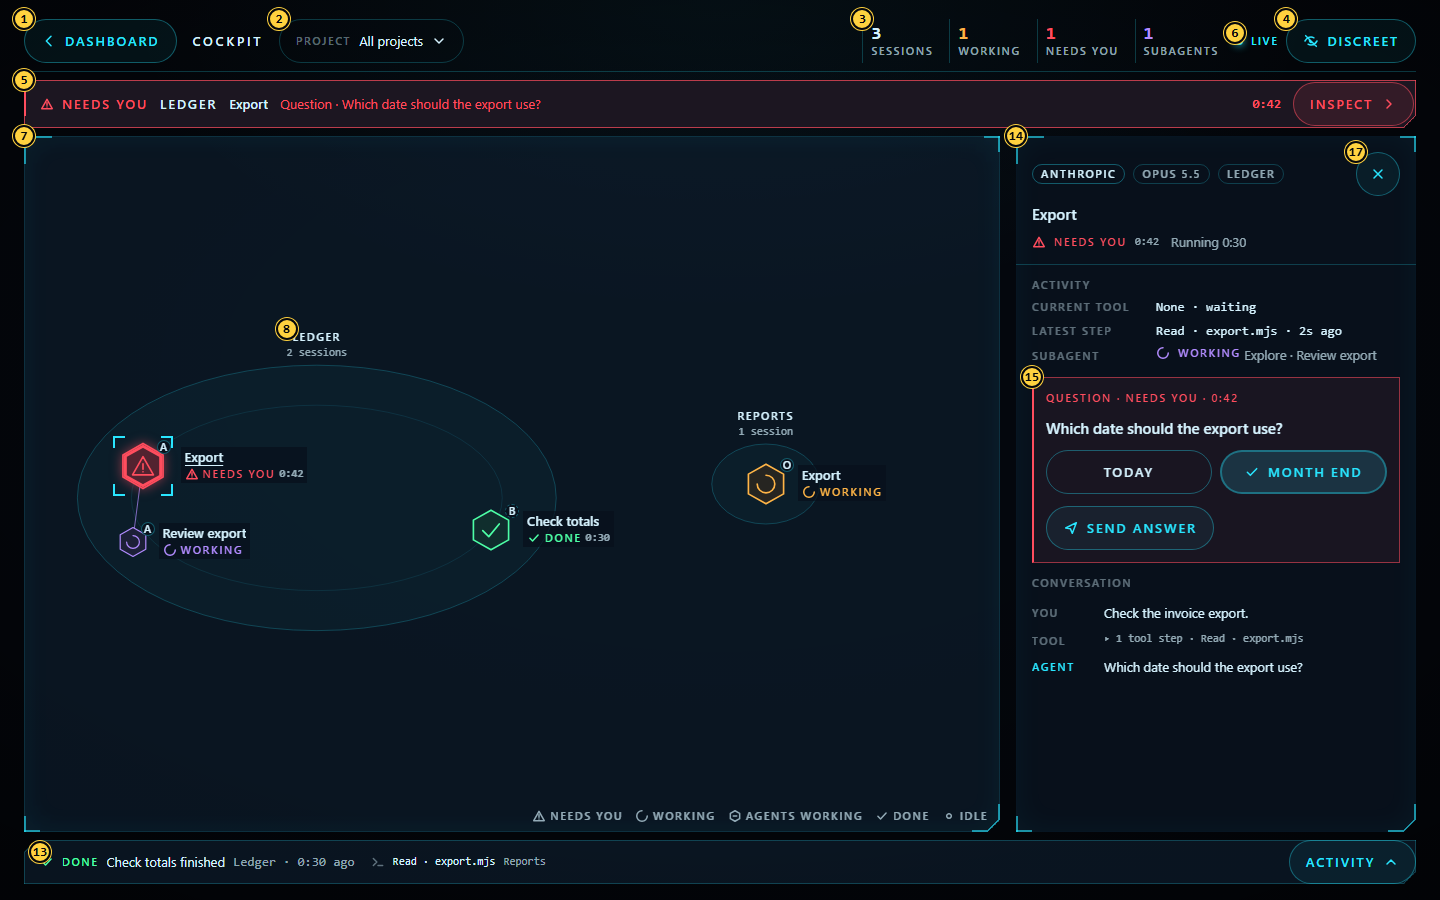 1
2
3
4
5
6
DASHBOARD
COCKPIT
PROJECT All projects
3 SESSIONS
1 WORKING
1 NEEDS YOU
1 SUBAGENTS
LIVE
DISCREET
NEEDS YOU LEDGER Export Question · Which date should the export use? 0:42 INSPECT
7
8
LEDGER
2 sessions
A
Export
NEEDS YOU 0:42
A
Review export
WORKING
B
Check totals
DONE 0:30
REPORTS
1 session
O
Export
WORKING
NEEDS YOU WORKING AGENTS WORKING DONE IDLE
14
17
ANTHROPIC OPUS 5.5 LEDGER
Export
NEEDS YOU 0:42 Running 0:30
ACTIVITY
CURRENT TOOL None · waiting
LATEST STEP Read · export.mjs · 2s ago
SUBAGENT WORKING Explore · Review export
15
QUESTION · NEEDS YOU · 0:42
Which date should the export use?
TODAY MONTH END
SEND ANSWER
CONVERSATION
YOU Check the invoice export.
TOOL 1 tool step · Read · export.mjs
AGENT Which date should the export use?
13
DONE Check totals finished Ledger · 0:30 ago Read · export.mjs Reports
ACTIVITY